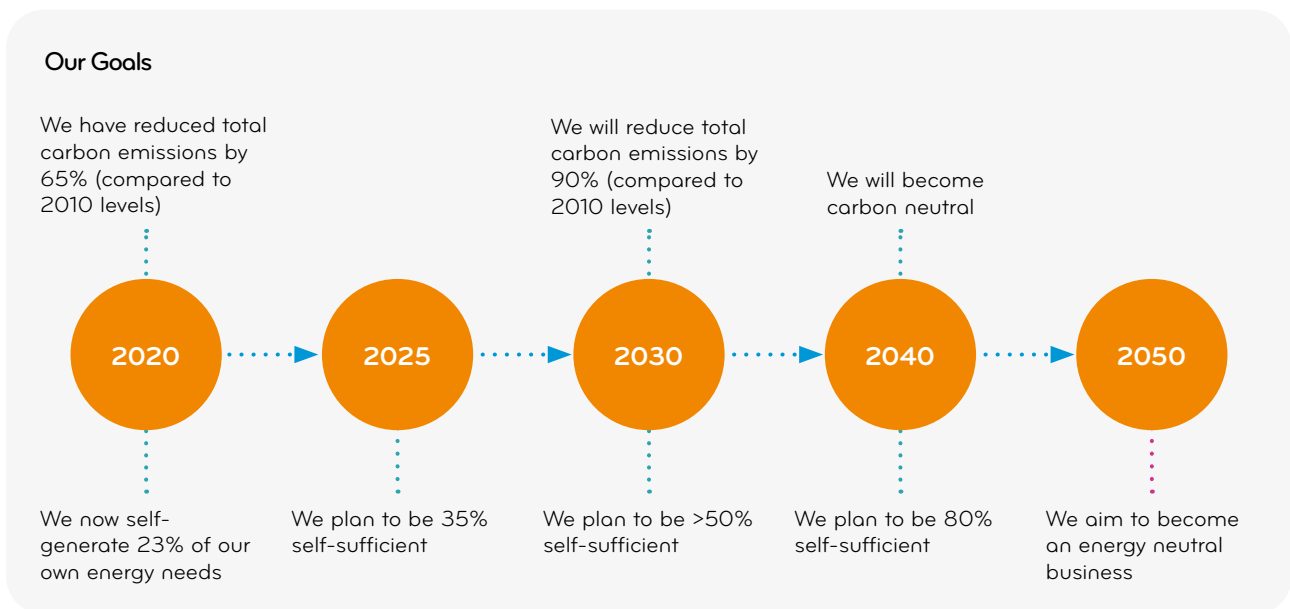 Our Goals
We have reduced total
carbon emissions by
65% (compared to
2010 levels)
We will reduce total
carbon emissions by
90% (compared to
2010 levels)
We will become
carbon neutral
2020
2025
2030
2040
2050
We now self-
generate 23% of our
own energy needs
We plan to be 35%
self-sufficient
We plan to be >50%
self-sufficient
We plan to be 80%
self-sufficient
We aim to become
an energy neutral
business